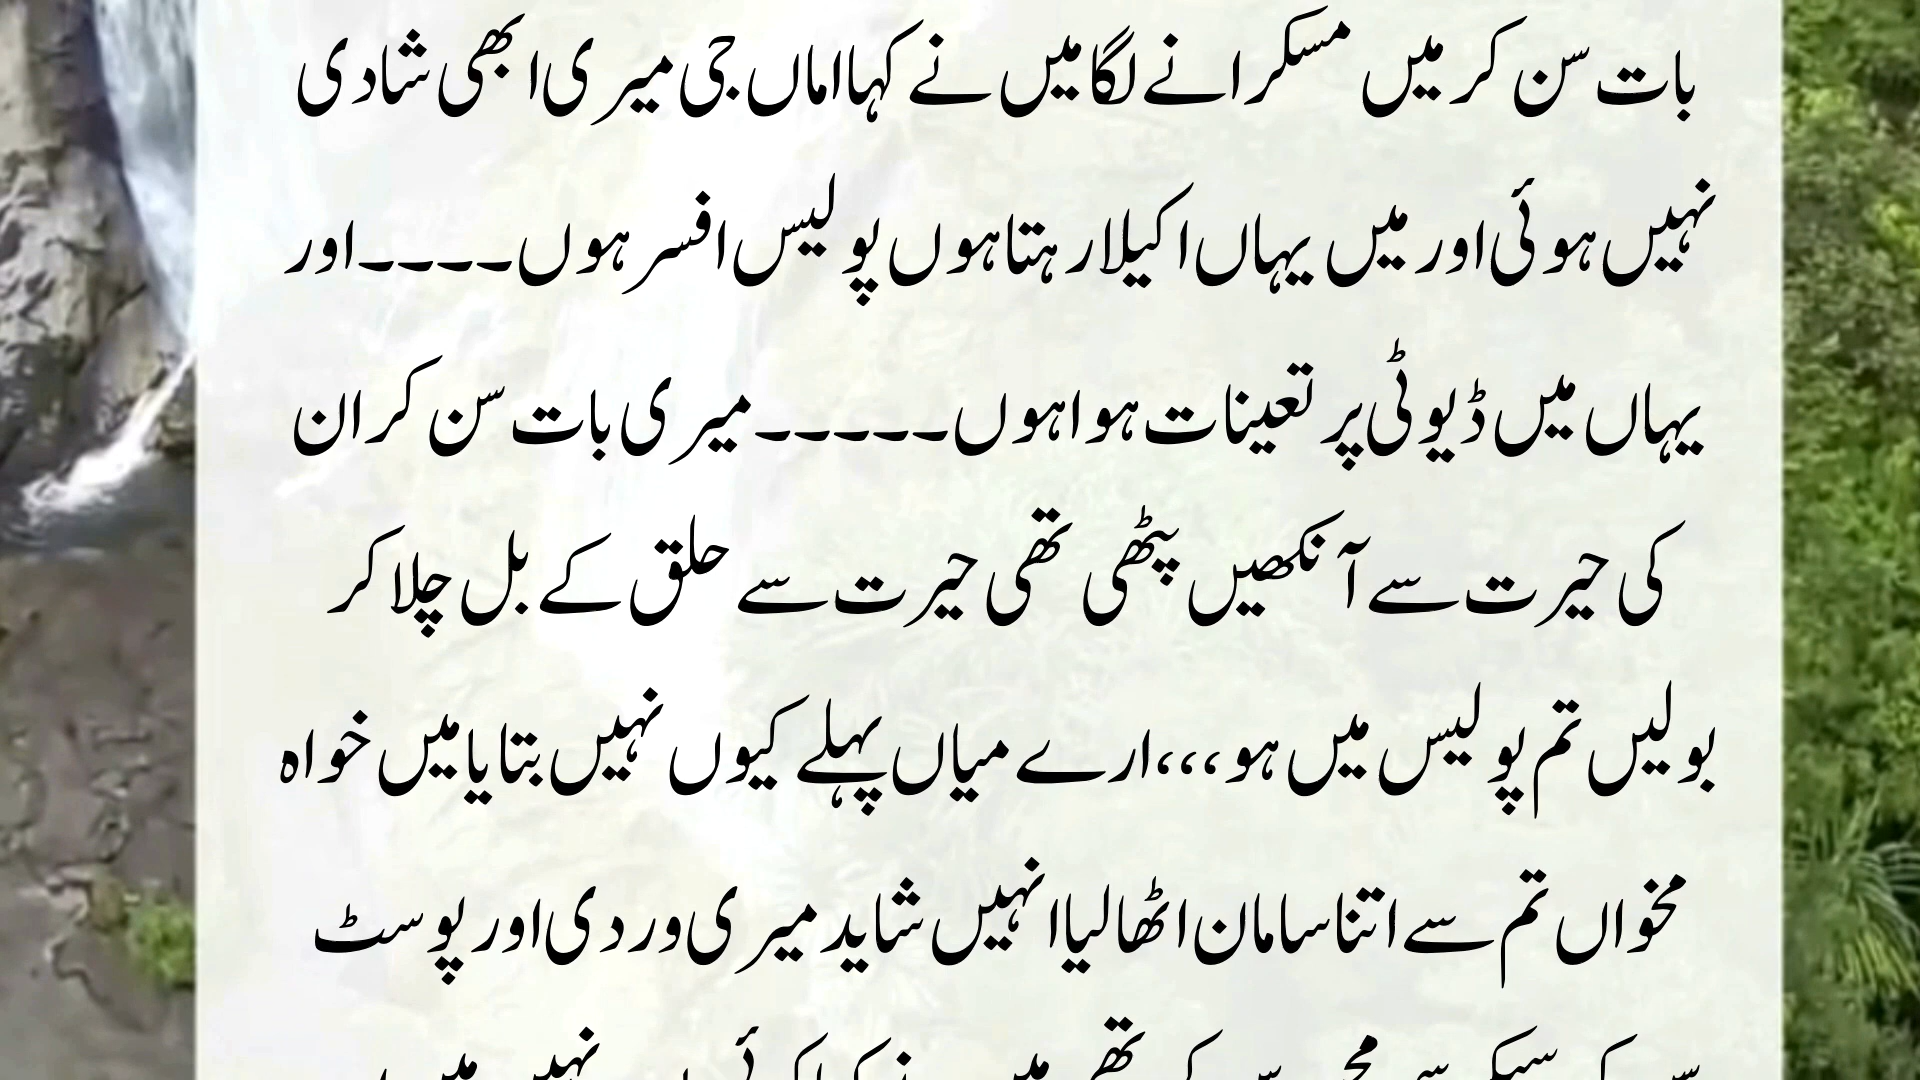 بات سن کر میں مسکرانے لگا میں نے کہا اماں جی میری ابھی شادی
نہیں ہوئی اور میں یہاں اکیلا رہتا ہوں پولیس افسر ہوں۔۔۔۔ اور
یہاں میں ڈیوٹی پر تعینات ہوا ہوں۔۔۔۔۔ میری بات سن کر ان
کی حیرت سے آنکھیں پٹھی تھی حیرت سے حلق کے بل چلا کر
بولیں تم پولیس میں ہو،،،، ارے میاں پہلے کیوں نہیں بتایا میں خواہ
مخواں تم سے اتنا سامان اٹھا لیا انہیں شاید میری وردی اور پوسٹ